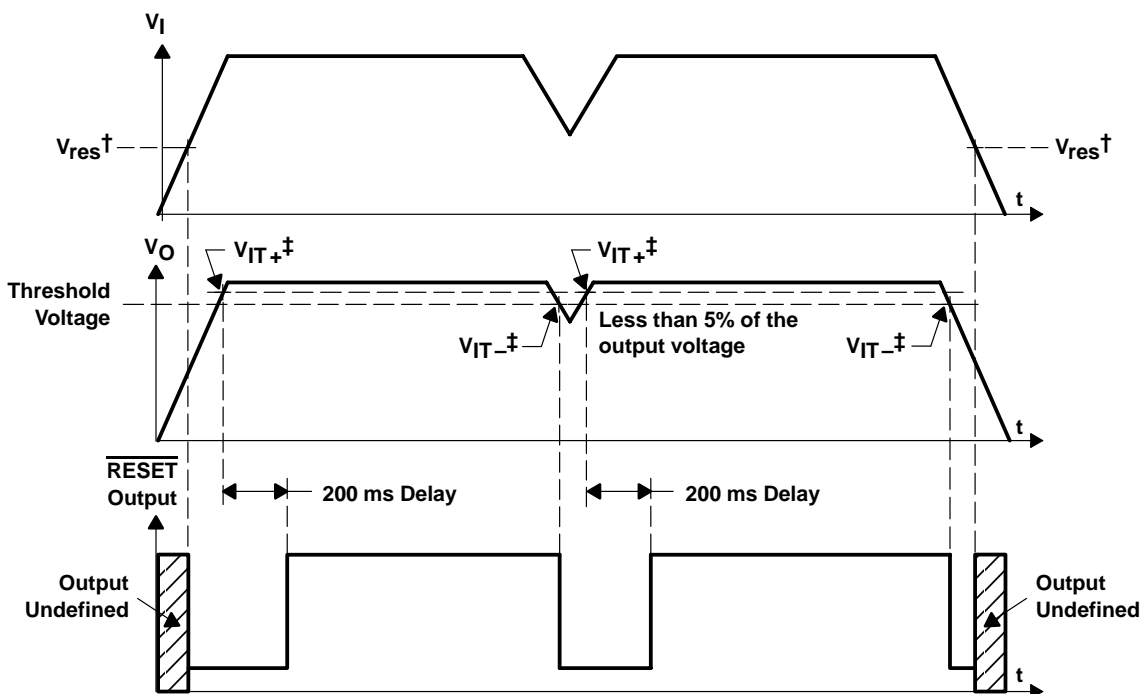 VI
Vres†
Vres†
t
VO
VIT+‡
VIT+‡
Threshold
Voltage
VIT–‡
Less than 5% of the
output voltage
VIT–‡
t
RESET
Output
200 ms Delay
200 ms Delay
Output
Undefined
Output
Undefined
t